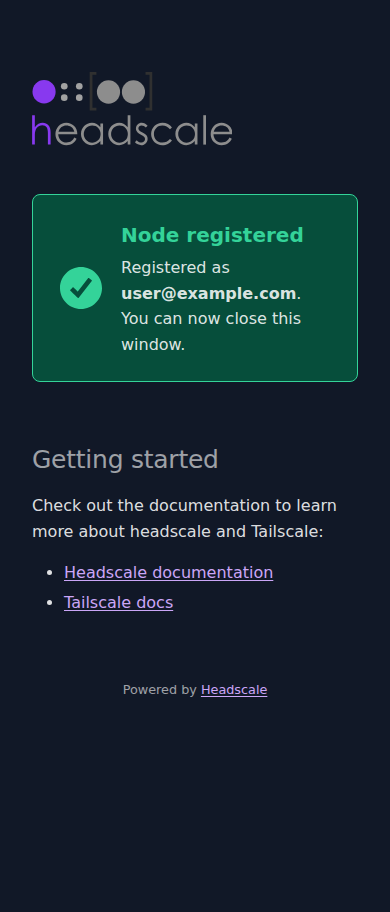 headscale
Node registered
Registered as
user@example.com.
You can now close this
window.
Getting started
Check out the documentation to learn
more about headscale and Tailscale:
• Headscale documentation
• Tailscale docs
Powered by Headscale